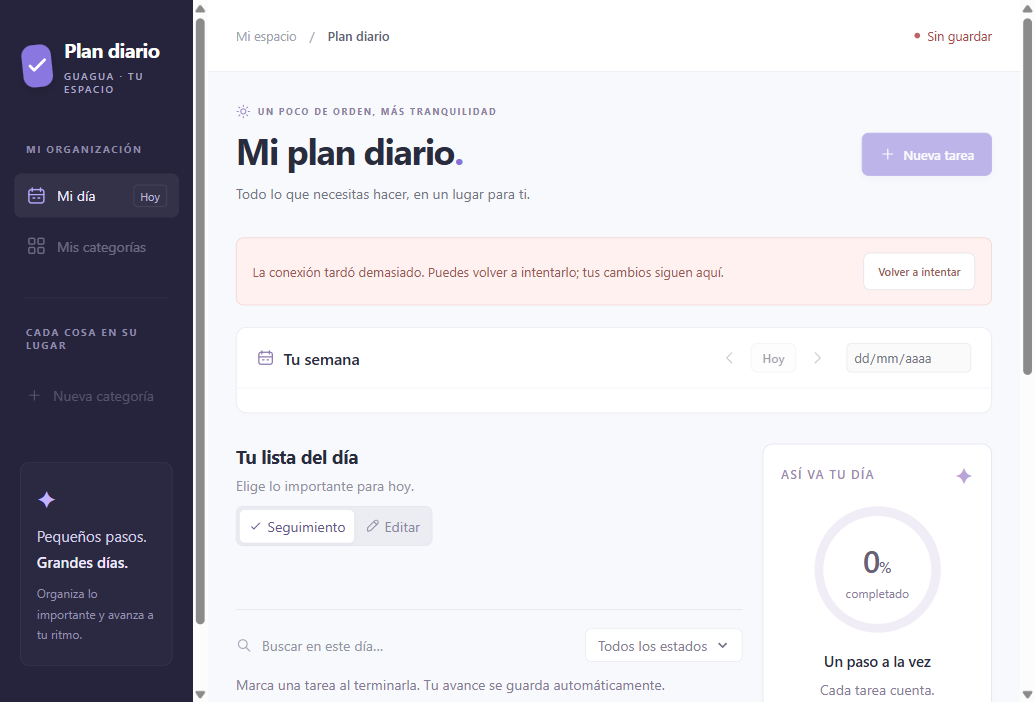 Plan diario
GUAGUA · TU
ESPACIO
MI ORGANIZACIÓN
Mi día
Hoy
Mis categorías
CADA COSA EN SU
LUGAR
+ Nueva categoría
Pequeños pasos.
Grandes días.
Organiza lo
importante y avanza a
tu ritmo.
Mi espacio / Plan diario
Sin guardar
UN POCO DE ORDEN, MÁS TRANQUILIDAD
Mi plan diario.
Todo lo que necesitas hacer, en un lugar para ti.
+ Nueva tarea
La conexión tardó demasiado. Puedes volver a intentarlo; tus cambios siguen aquí.
Volver a intentar
Tu semana
Hoy
dd/mm/aaaa
Tu lista del día
Elige lo importante para hoy.
Seguimiento
Editar
Buscar en este día...
Todos los estados
Marca una tarea al terminarla. Tu avance se guarda automáticamente.
ASÍ VA TU DÍA
0%
completado
Un paso a la vez
Cada tarea cuenta.